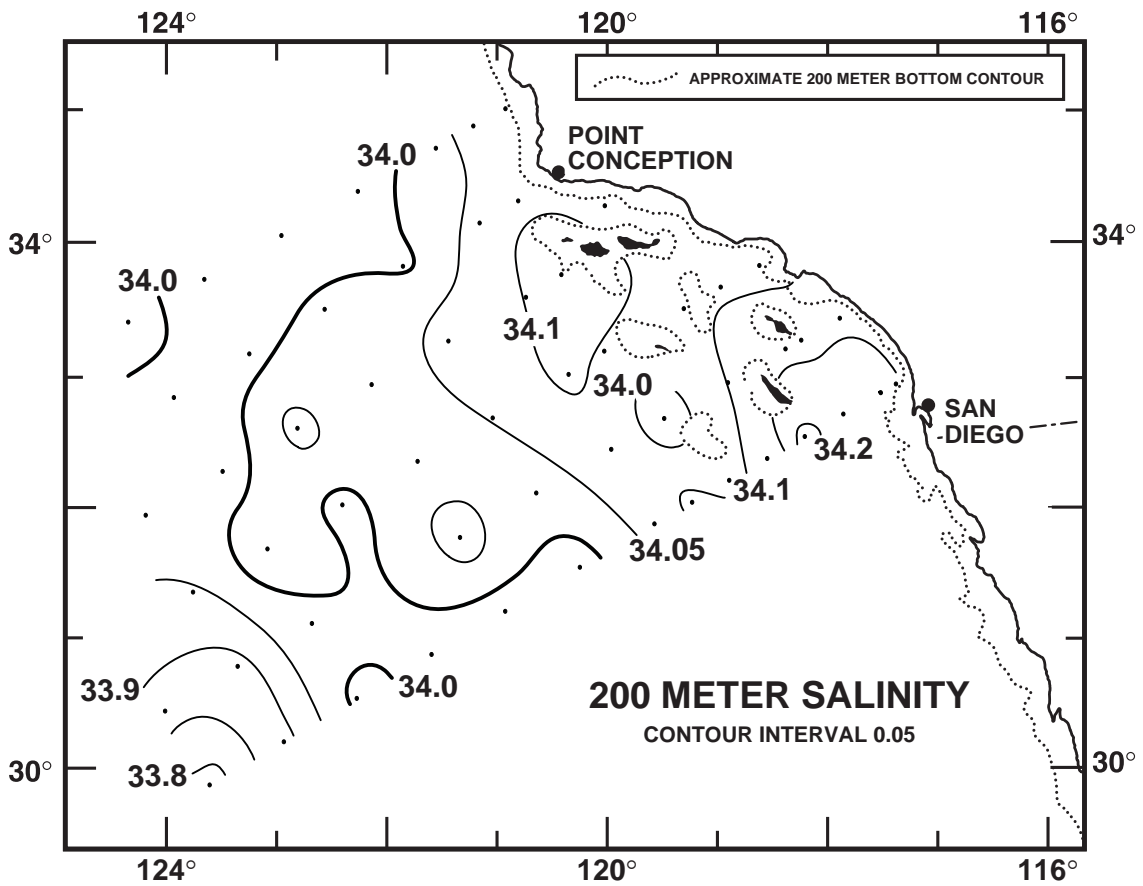 124° 120° 116°
APPROXIMATE 200 METER BOTTOM CONTOUR
POINT
CONCEPTION
34.0
34° 34°
34.0
34.1
34.0
SAN
DIEGO
34.2
34.1
34.05
33.9 34.0
200 METER SALINITY
CONTOUR INTERVAL 0.05
30° 33.8 30°
124° 120° 116°